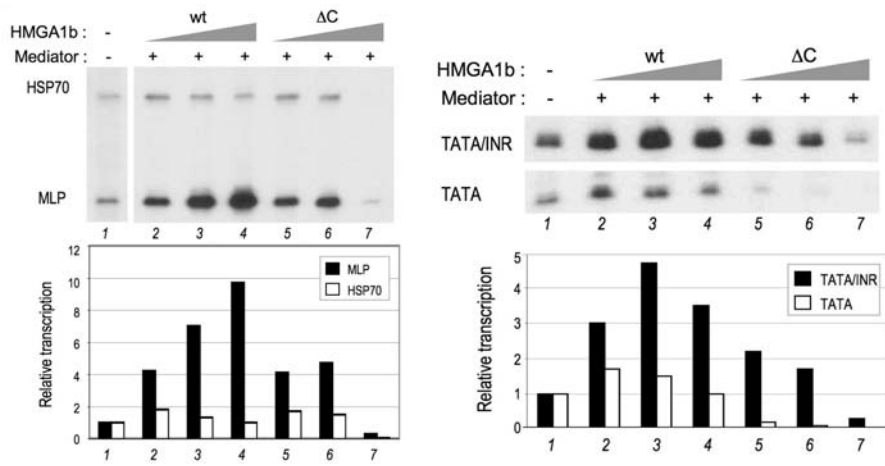 wt ΔC
HMGA1b : -
Mediator : - + + + + + +
HSP70
MLP
1 2 3 4 5 6 7
12
10
8
6
4
2
0
Relative transcription
MLP
HSP70
1 2 3 4 5 6 7
wt ΔC
HMGA1b : -
Mediator : - + + + + + +
TATA/INR
TATA
1 2 3 4 5 6 7
5
4
3
2
1
0
Relative transcription
TATA/INR
TATA
1 2 3 4 5 6 7